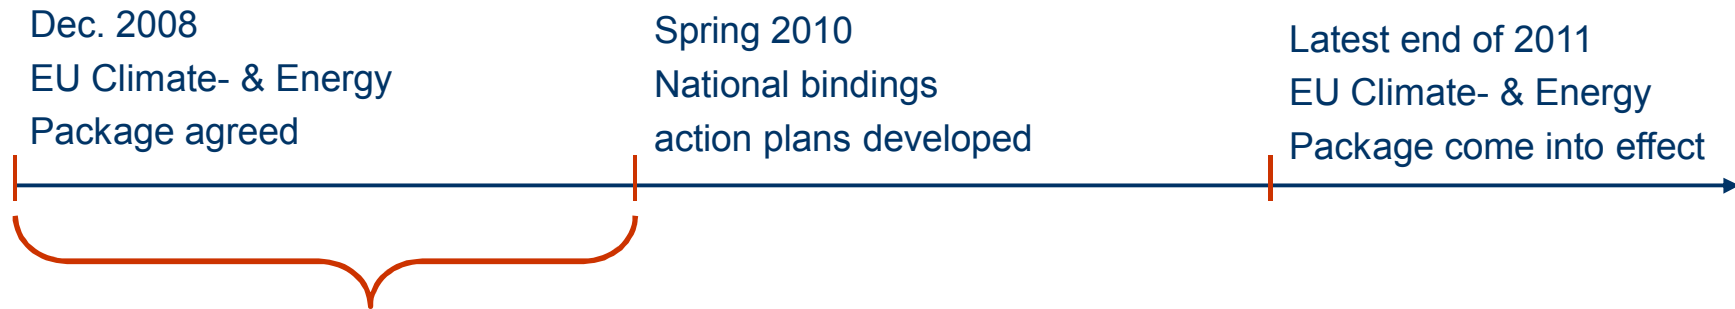 Dec. 2008
EU Climate- & Energy
Package agreed
Spring 2010
National bindings
action plans developed
Latest end of 2011
EU Climate- & Energy
Package come into effect